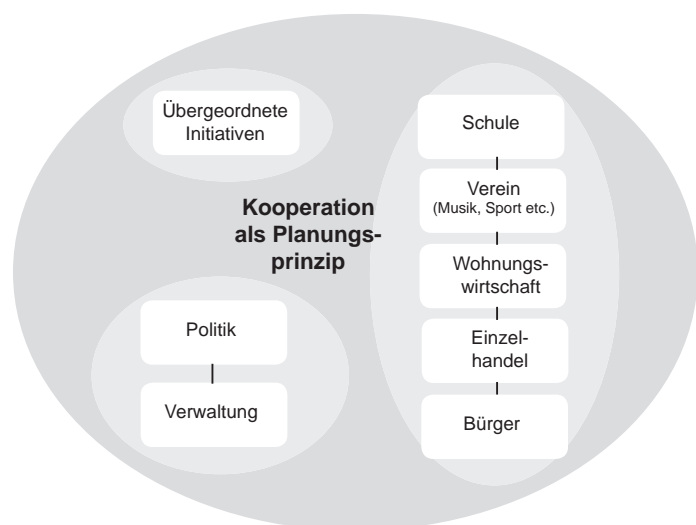 Übergeordnete
Initiativen
Kooperation
als Planungs-
prinzip
Politik
Verwaltung
Schule
Verein
(Musik, Sport etc.)
Wohnungs-
wirtschaft
Einzel-
handel
Bürger